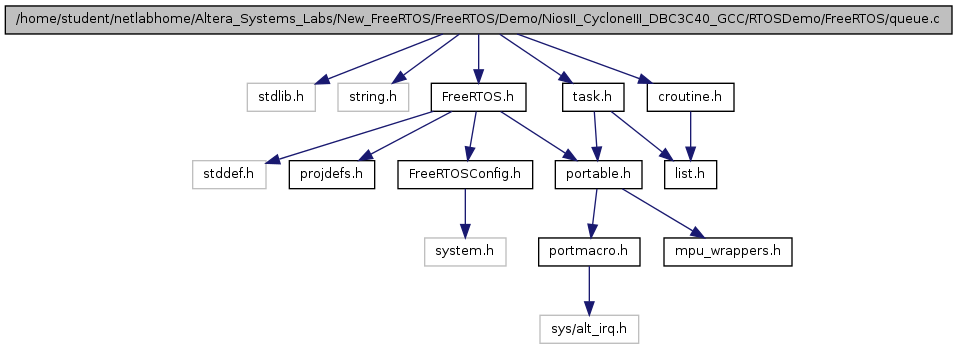 /home/student/netlabhome/Altera_Systems_Labs/New_FreeRTOS/FreeRTOS/Demo/NiosII_CycloneIII_DBC3C40_GCC/RTOSDemo/FreeRTOS/queue.c
stdlib.h
string.h
FreeRTOS.h
task.h
croutine.h
stddef.h
projdefs.h
FreeRTOSConfig.h
portable.h
list.h
system.h
portmacro.h
mpu_wrappers.h
sys/alt_irq.h